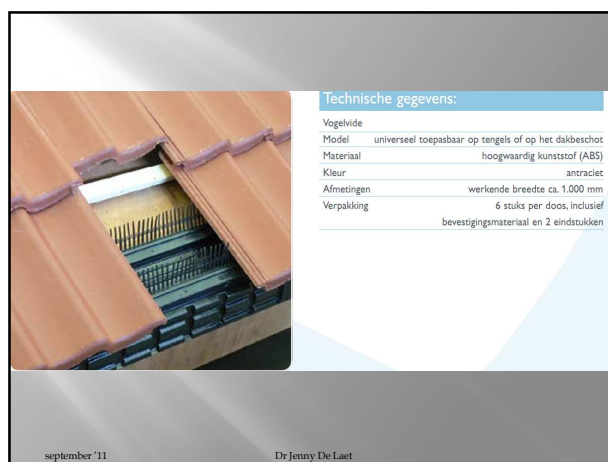 Technische gegevens:
Vogelvide
Model universeel toepasbaar op tengels of op het dakbeschot
Materiaal hoogwaardig kunststof (ABS)
Kleur antraciet
Afmetingen werkende breedte ca. 1.000 mm
Verpakking 6 stuks per doos, inclusief
bevestigingsmateriaal en 2 eindstukken
september '11 Dr Jenny De Laet